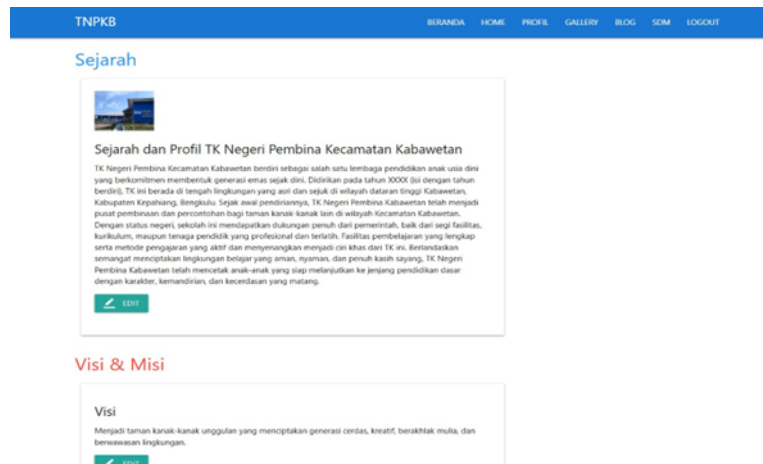 TNPKB
BERANDA HOME PROFIL GALLERY BLOG SDM LOGOUT
Sejarah
Sejarah dan Profil TK Negeri Pembina Kecamatan Kabawetan
TK Negeri Pembina Kecamatan Kabawetan berdiri sebagai salah satu lembaga pendidikan anak usia dini
yang berkomitmen membentuk generasi emas sejak dini. Didirikan pada tahun XXXX (isi dengan tahun
berdiri), TK ini berada di tengah lingkungan yang asri dan sejuk di wilayah dataran tinggi Kabawetan,
Kabupaten Kepahiang, Bengkulu. Sejak awal pendiriannya, TK Negeri Pembina Kabawetan telah menjadi
pusat pembinaan dan percontohan bagi taman kanak-kanak lain di wilayah Kecamatan Kabawetan.
Dengan status negeri, sekolah ini mendapatkan dukungan penuh dari pemerintah, baik dari segi fasilitas,
kurikulum, maupun tenaga pendidik yang profesional dan terlatih. Fasilitas pembelajaran yang lengkap
serta metode pengajaran yang aktif dan menyenangkan menjadi ciri khas dari TK ini. Berlandaskan
semangat menciptakan lingkungan belajar yang aman, nyaman, dan penuh kasih sayang, TK Negeri
Pembina Kabawetan telah mencetak anak-anak yang siap melanjutkan ke jenjang pendidikan dasar
dengan karakter, kemandirian, dan kecerdasan yang matang.
EDIT
Visi & Misi
Visi
Menjadi taman kanak-kanak unggulan yang menciptakan generasi cerdas, kreatif, berakhlak mulia, dan
berwawasan lingkungan.
EDIT